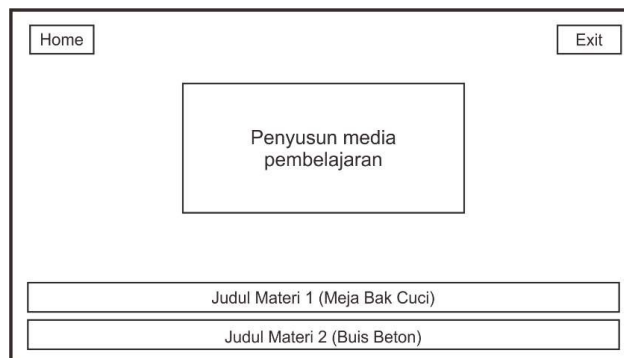 Home
Exit
Penyusun media
pembelajaran
Judul Materi 1 (Meja Bak Cuci)
Judul Materi 2 (Buis Beton)